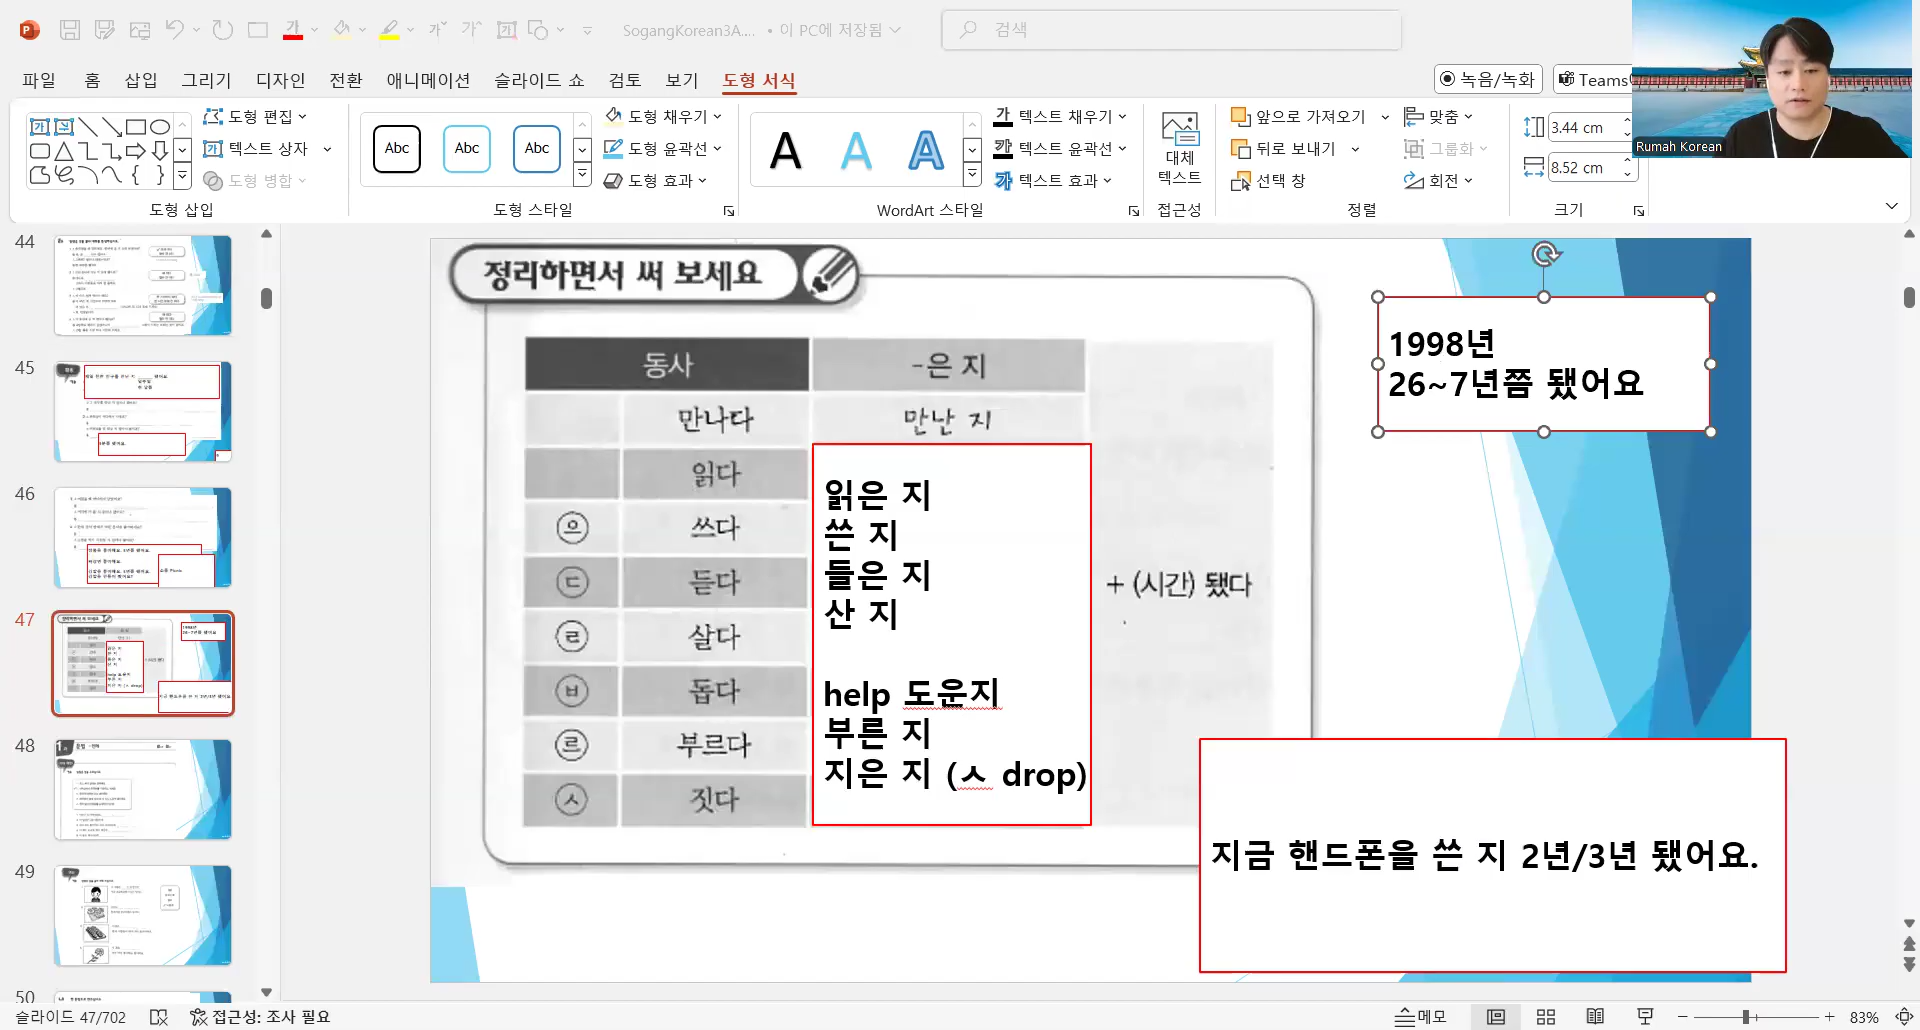 SogangKorean3A.... • 이 PC에 저장됨
검색
파일 홈 삽입 그리기 디자인 전환 애니메이션 슬라이드 쇼 검토 보기 도형 서식
녹음/녹화 Teams
도형 편집
텍스트 상자
도형 병합
도형 삽입
Abc Abc Abc
도형 채우기
도형 윤곽선
도형 효과
도형 스타일
A A A
텍스트 채우기
텍스트 윤곽선
텍스트 효과
WordArt 스타일
대체
텍스트
접근성
앞으로 가져오기
뒤로 보내기
선택 창
맞춤
그룹화
회전
정렬
3.44 cm
8.52 cm
크기
Rumah Korean
44
45
46
47
48
49
50
정리하면서 써 보세요
동사 -은 지
만나다 만난 지
읽다
으 쓰다
ㄷ 듣다
ㄹ 살다
ㅂ 돕다
르 부르다
ㅅ 짓다
읽은 지
쓴 지
들은 지
산 지
help 도운지
부른 지
지은 지 (ㅅ drop)
+ (시간) 됐다
1998년
26~7년쯤 됐어요
지금 핸드폰을 쓴 지 2년/3년 됐어요.
슬라이드 47/702
접근성: 조사 필요
메모
83%